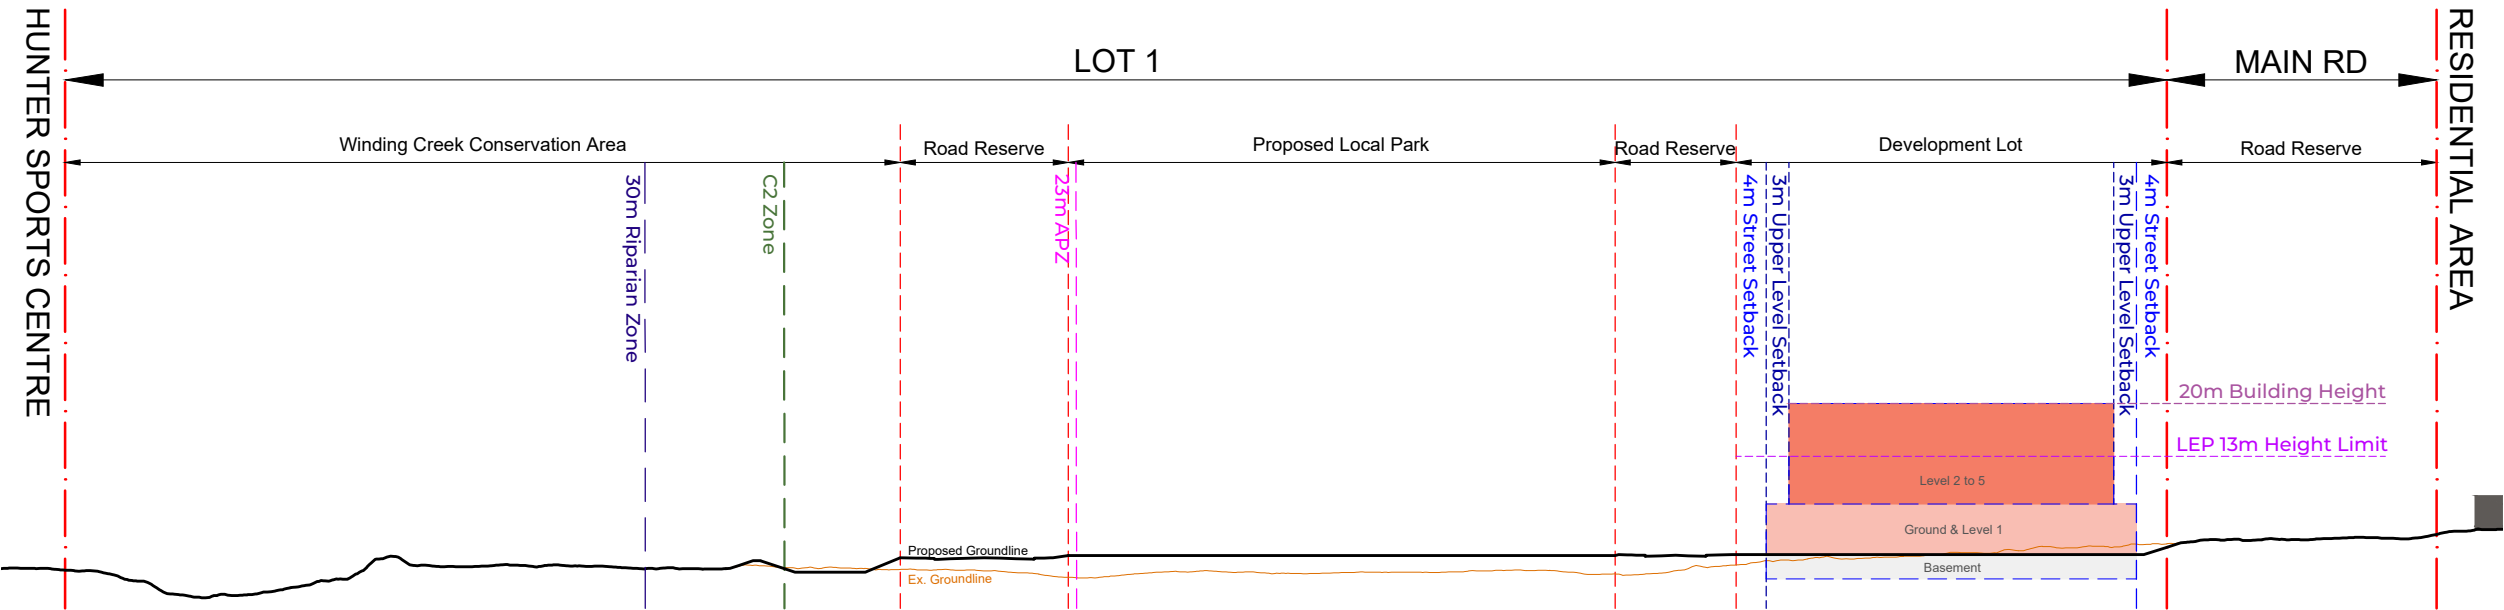 HUNTER SPORTS CENTRE
LOT 1
MAIN RD
RESIDENTIAL AREA
Winding Creek Conservation Area
Road Reserve
Proposed Local Park
Road Reserve
Development Lot
Road Reserve
30m Riparian Zone
C2 Zone
23m APZ
4m Street Setback
3m Upper Level Setback
3m Upper Level Setback
4m Street Setback
20m Building Height
LEP 13m Height Limit
Level 2 to 5
Ground & Level 1
Basement
Proposed Groundline
Ex. Groundline